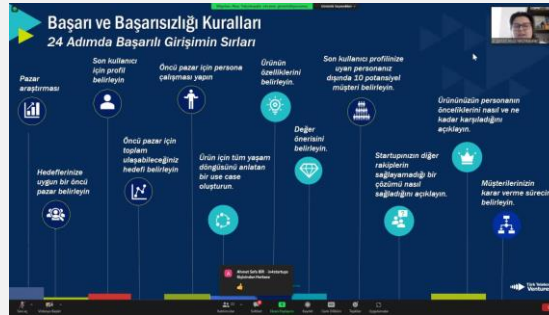 Başarı ve Başarısızlığı Kuralları
24 Adımda Başarılı Girişimin Sırları
Pazar
araştırması
Son kullanıcı
için profil
belirleyin
Öncü pazar için persona
çalışması yapın
Ürünün
özelliklerini
belirleyin.
Son kullanıcı profilinize
uyan personanız
dışında 10 potansiyel
müşteri belirleyin.
Ürününüzün personanın
önceliklerini nasıl ve ne
kadar karşıladığını
açıklayın.
Hedeflerinize
uygun bir öncü
pazar belirleyin
Öncü pazar için
toplam
ulaşabileceğiniz
hedefi belirleyin
Ürün için tüm yaşam
döngüsünü anlatan
bir use case
oluşturun.
Değer
önerisini
belirleyin.
Startupınızın diğer
rakiplerin
sağlayamadığı bir
çözümü nasıl
sağladığını açıklayın.
Müşterilerinizin
karar verme sürecin
belirleyin.
Türk Telekom
Ventures